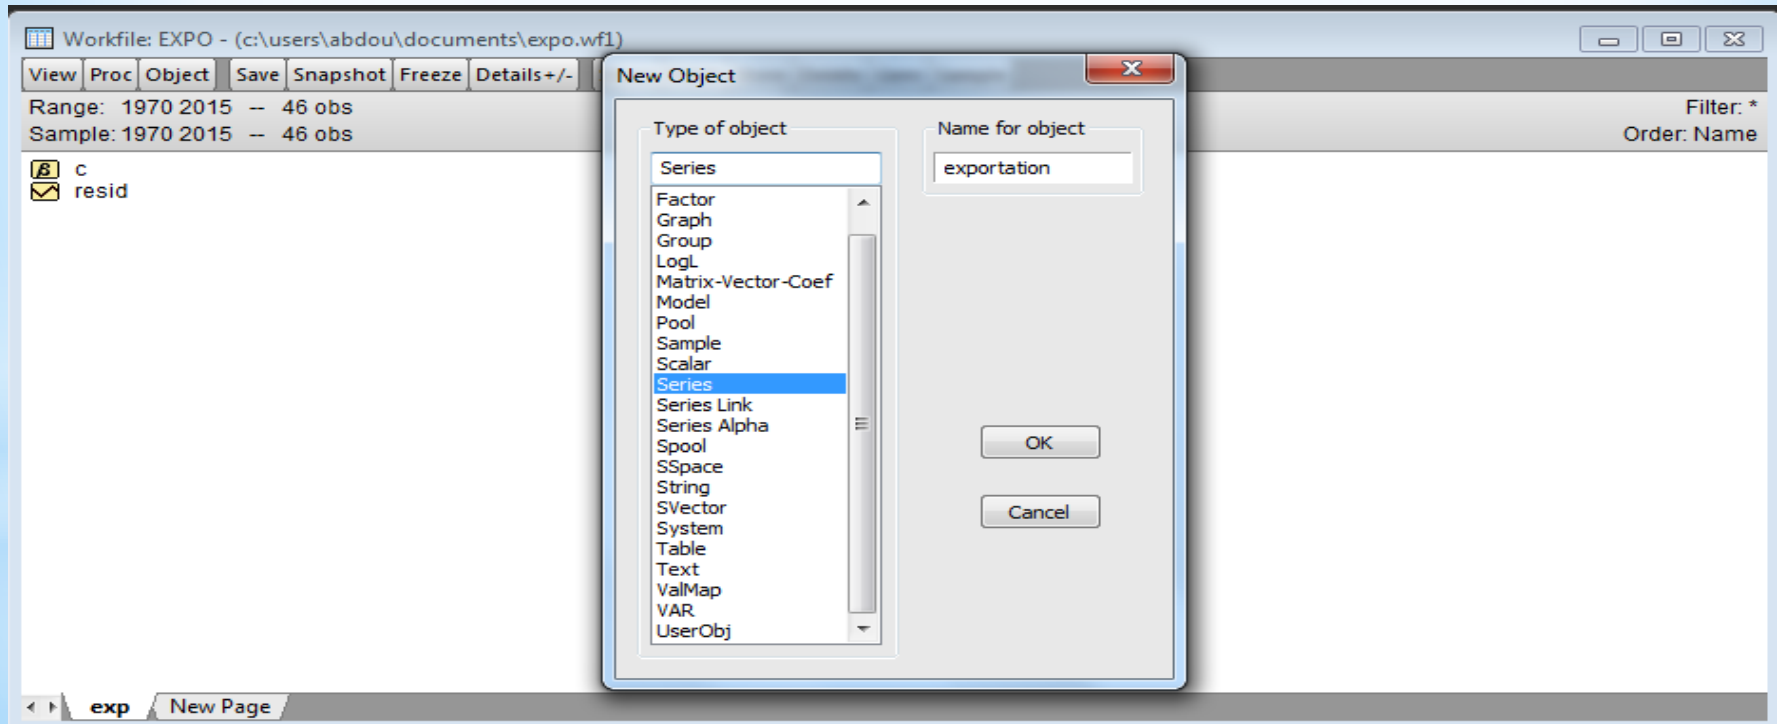 Workfile: EXPO - (c:\users\abdou\documents\expo.wf1)
View Proc Object Save Snapshot Freeze Details+/-
Range: 1970 2015 -- 46 obs
Filter: *
Sample: 1970 2015 -- 46 obs
Order: Name
β c
resid
New Object
Type of object
Series
Factor
Graph
Group
LogL
Matrix-Vector-Coef
Model
Pool
Sample
Scalar
Series
Series Link
Series Alpha
Spool
SSpace
String
SVector
System
Table
Text
ValMap
VAR
UserObj
Name for object
exportation
OK
Cancel
exp New Page